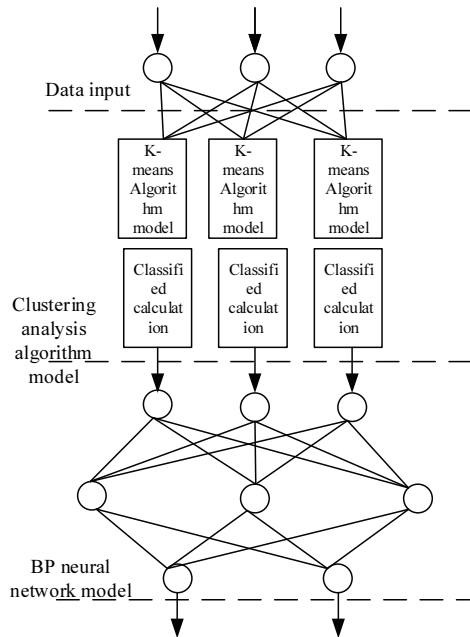 Data input
K-
means
Algorit
hm
model
K-
means
Algorit
hm
model
K-
means
Algorit
hm
model
Classifi
ed
calculat
ion
Classifi
ed
calculat
ion
Classifi
ed
calculat
ion
Clustering
analysis
algorithm
model
BP neural
network model